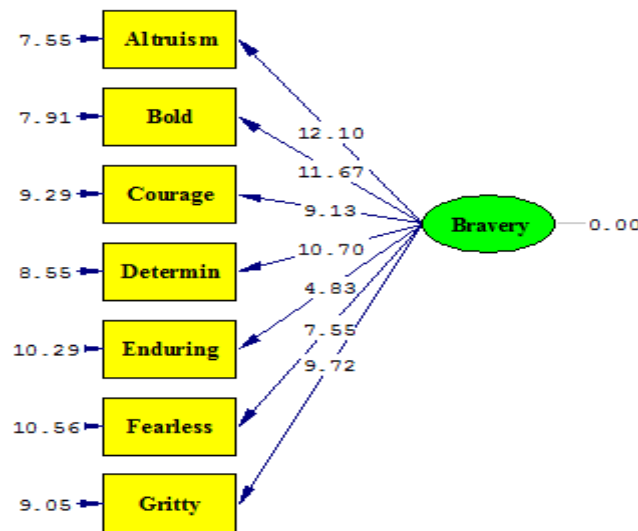 7.55 Altruism
12.10
7.91 Bold
11.67
9.29 Courage
9.13
Bravery 0.00
10.70
8.55 Determin
4.83
10.29 Enduring
7.55
9.72
10.56 Fearless
9.05 Gritty